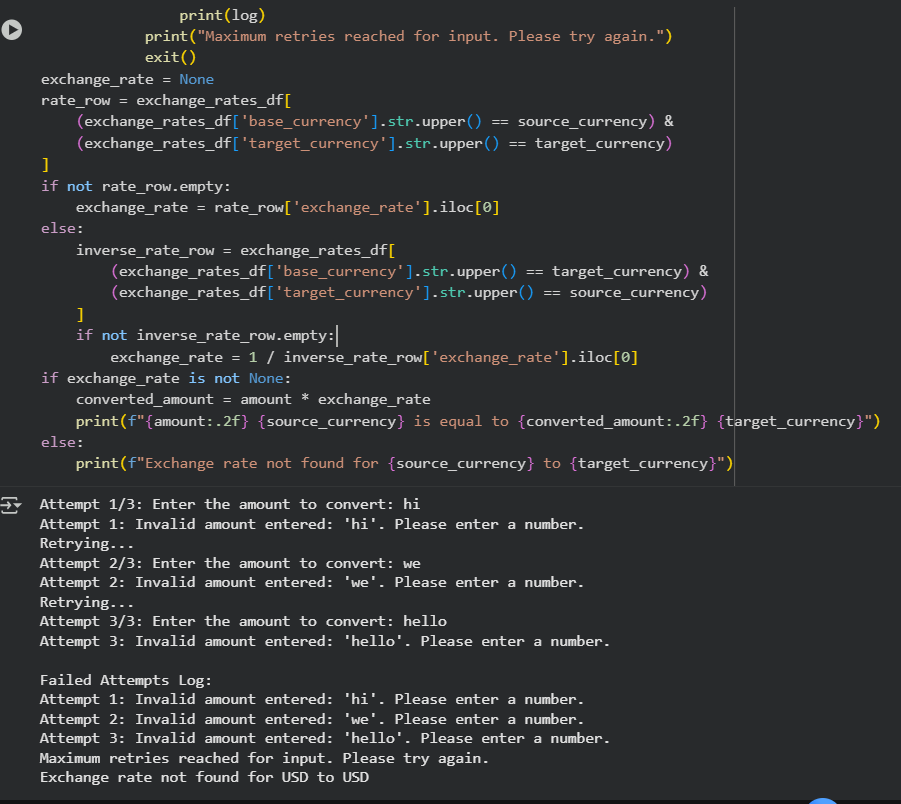 print(log)
print("Maximum retries reached for input. Please try again.")
exit()
exchange_rate = None
rate_row = exchange_rates_df[
(exchange_rates_df['base_currency'].str.upper() == source_currency) &
(exchange_rates_df['target_currency'].str.upper() == target_currency)
]
if not rate_row.empty:
exchange_rate = rate_row['exchange_rate'].iloc[0]
else:
inverse_rate_row = exchange_rates_df[
(exchange_rates_df['base_currency'].str.upper() == target_currency) &
(exchange_rates_df['target_currency'].str.upper() == source_currency)
]
if not inverse_rate_row.empty:
exchange_rate = 1 / inverse_rate_row['exchange_rate'].iloc[0]
if exchange_rate is not None:
converted_amount = amount * exchange_rate
print(f"{amount:.2f} {source_currency} is equal to {converted_amount:.2f} {target_currency}")
else:
print(f"Exchange rate not found for {source_currency} to {target_currency}")
Attempt 1/3: Enter the amount to convert: hi
Attempt 1: Invalid amount entered: 'hi'. Please enter a number.
Retrying...
Attempt 2/3: Enter the amount to convert: we
Attempt 2: Invalid amount entered: 'we'. Please enter a number.
Retrying...
Attempt 3/3: Enter the amount to convert: hello
Attempt 3: Invalid amount entered: 'hello'. Please enter a number.
Failed Attempts Log:
Attempt 1: Invalid amount entered: 'hi'. Please enter a number.
Attempt 2: Invalid amount entered: 'we'. Please enter a number.
Attempt 3: Invalid amount entered: 'hello'. Please enter a number.
Maximum retries reached for input. Please try again.
Exchange rate not found for USD to USD